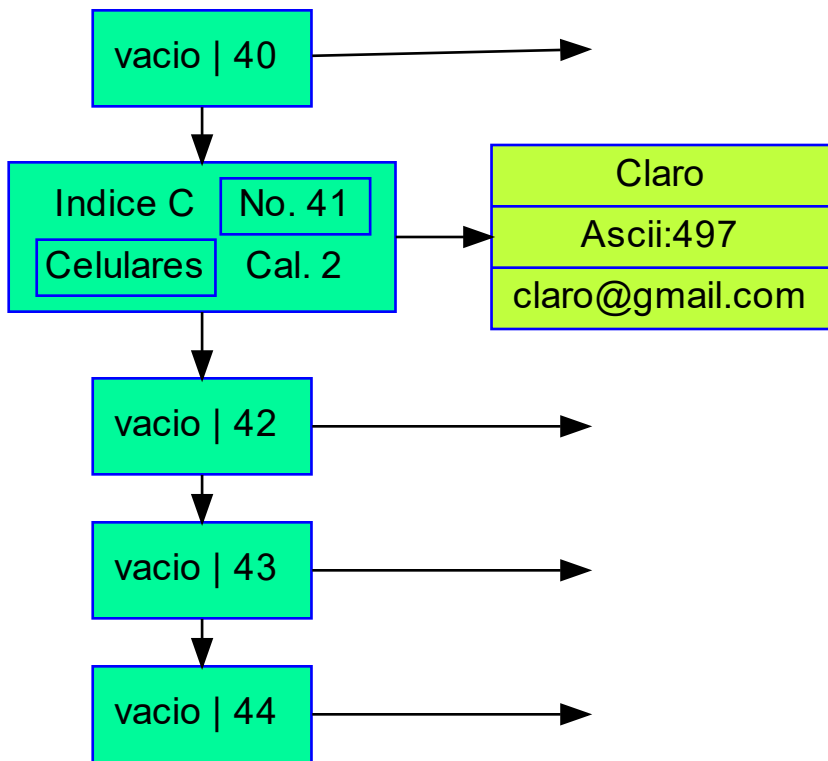 vacio | 40
Indice C No. 41
Celulares Cal. 2
Claro
Ascii:497
claro@gmail.com
vacio | 42
vacio | 43
vacio | 44